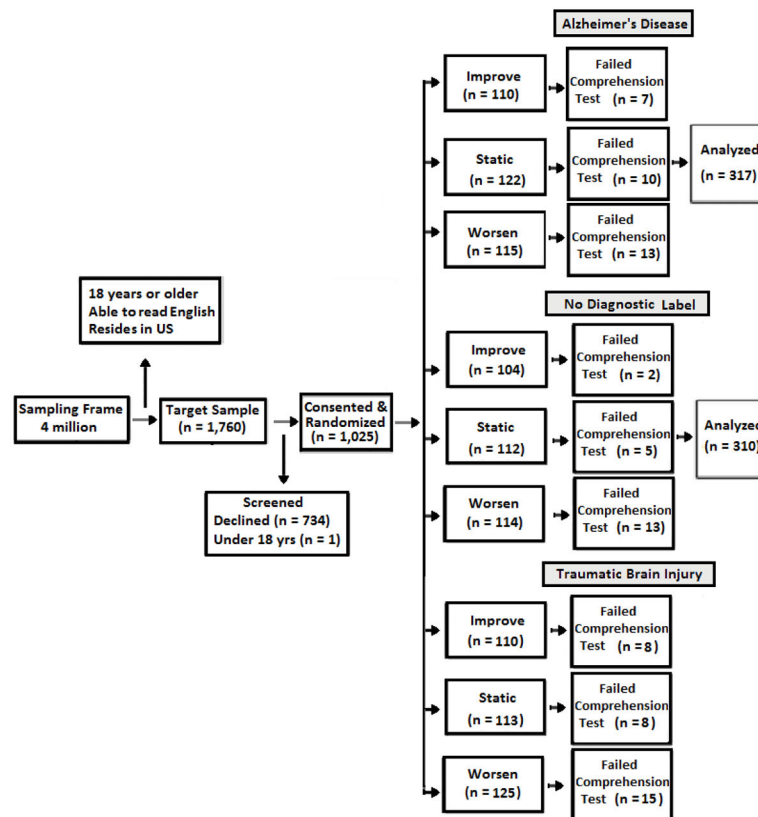 Alzheimer's Disease
Improve
(n = 110)
Failed
Comprehension
Test (n = 7)
Static
(n = 122)
Failed
Comprehension
Test (n = 10)
Analyzed
(n = 317)
Worsen
(n = 115)
Failed
Comprehension
Test (n = 13)
18 years or older
Able to read English
Resides in US
Sampling Frame
4 million
Target Sample
(n = 1,760)
Consented &
Randomized
(n = 1,025)
Screened
Declined (n = 734)
Under 18 yrs (n = 1)
No Diagnostic Label
Improve
(n = 104)
Failed
Comprehension
Test (n = 2)
Static
(n = 112)
Failed
Comprehension
Test (n = 5)
Analyzed
(n = 310)
Worsen
(n = 114)
Failed
Comprehension
Test (n = 13)
Traumatic Brain Injury
Improve
(n = 110)
Failed
Comprehension
Test (n = 8)
Static
(n = 113)
Failed
Comprehension
Test (n = 8)
Worsen
(n = 125)
Failed
Comprehension
Test (n = 15)